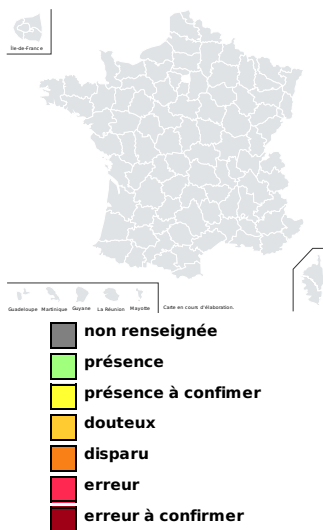 Île-de-France
Guadeloupe Martinique Guyane La Réunion Mayotte Carte en cours d'élaboration.
non renseignée
présence
présence à confimer
douteux
disparu
erreur
erreur à confirmer